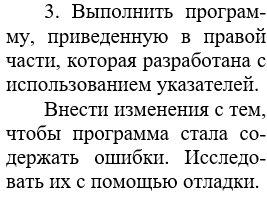 3. Выполнить програм-
му, приведенную в правой
части, которая разработана с
использованием указателей.
Внести изменения с тем,
чтобы программа стала со-
держать ошибки. Исследо-
вать их с помощью отладки.